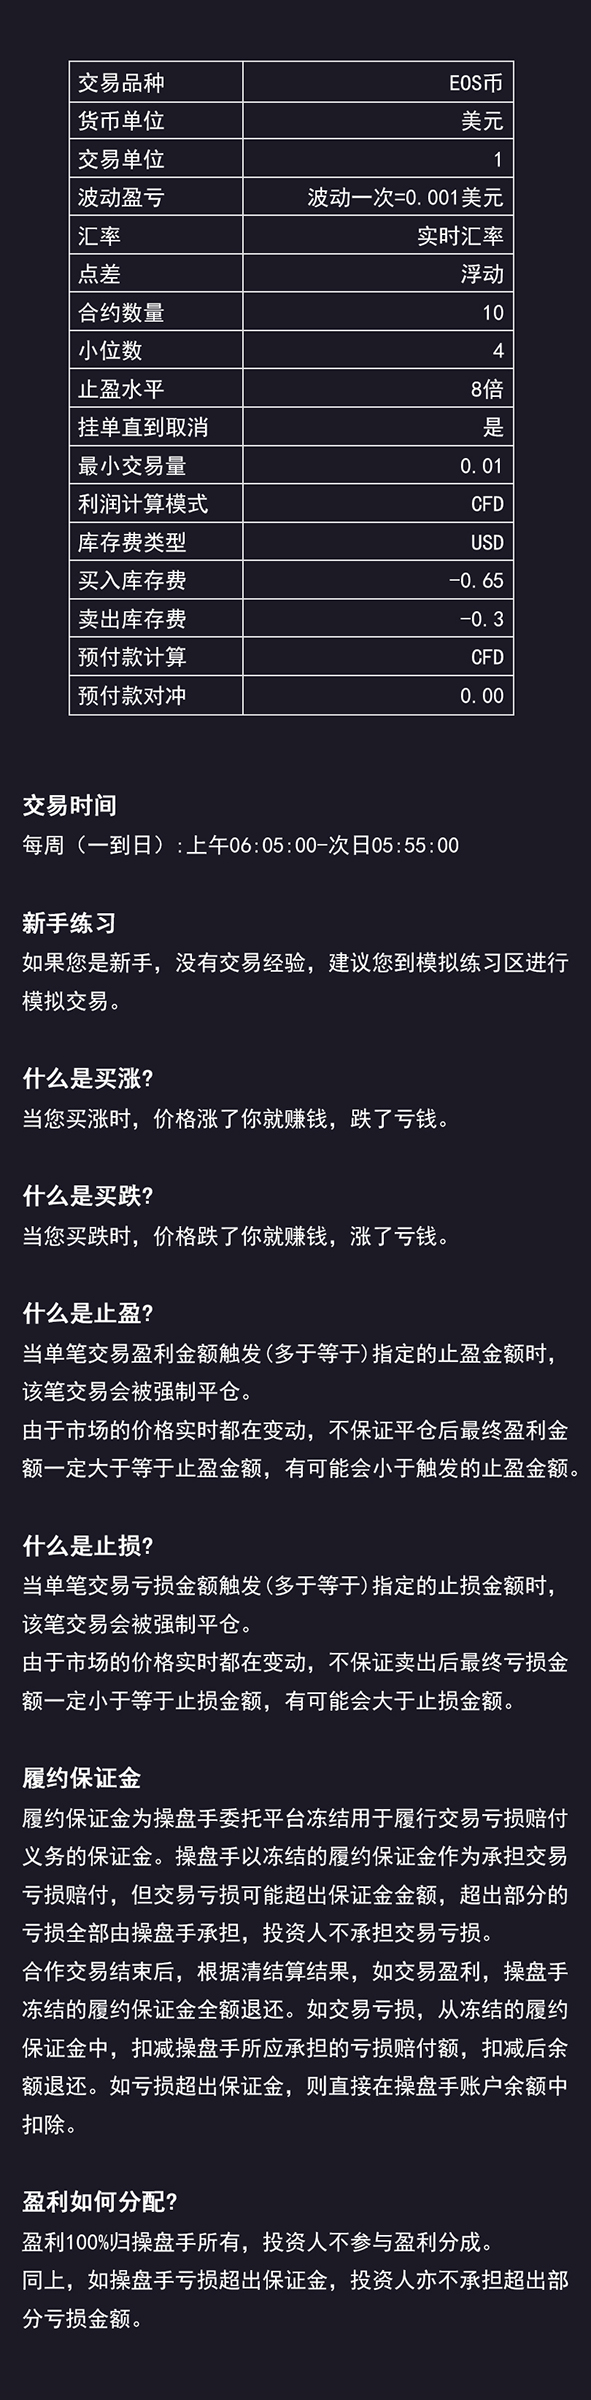 交易品种 EOS币
货币单位 美元
交易单位 1
波动盈亏 波动一次=0.001美元
汇率 实时汇率
点差 浮动
合约数量 10
小位数 4
止盈水平 8倍
挂单直到取消 是
最小交易量 0.01
利润计算模式 CFD
库存费类型 USD
买入库存费 -0.65
卖出库存费 -0.3
预付款计算 CFD
预付款对冲 0.00
交易时间
每周（一到日）:上午06:05:00-次日05:55:00
新手练习
如果您是新手，没有交易经验，建议您到模拟练习区进行
模拟交易。
什么是买涨?
当您买涨时，价格涨了你就赚钱，跌了亏钱。
什么是买跌?
当您买跌时，价格跌了你就赚钱，涨了亏钱。
什么是止盈?
当单笔交易盈利金额触发(多于等于)指定的止盈金额时，
该笔交易会被强制平仓。
由于市场的价格实时都在变动，不保证平仓后最终盈利金
额一定大于等于止盈金额，有可能会小于触发的止盈金额。
什么是止损?
当单笔交易亏损金额触发(多于等于)指定的止损金额时，
该笔交易会被强制平仓。
由于市场的价格实时都在变动，不保证卖出后最终亏损金
额一定小于等于止损金额，有可能会大于止损金额。
履约保证金
履约保证金为操盘手委托平台冻结用于履行交易亏损赔付
义务的保证金。操盘手以冻结的履约保证金作为承担交易
亏损赔付，但交易亏损可能超出保证金金额，超出部分的
亏损全部由操盘手承担，投资人不承担交易亏损。
合作交易结束后，根据清结算结果，如交易盈利，操盘手
冻结的履约保证金全额退还。如交易亏损，从冻结的履约
保证金中，扣减操盘手所应承担的亏损赔付额，扣减后余
额退还。如亏损超出保证金，则直接在操盘手账户余额中
扣除。
盈利如何分配?
盈利100%归操盘手所有，投资人不参与盈利分成。
同上，如操盘手亏损超出保证金，投资人亦不承担超出部
分亏损金额。